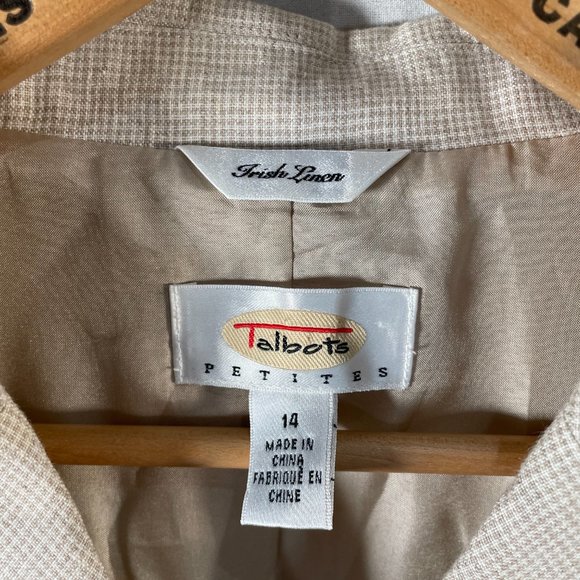 Irish Linen
Talbots
PETITES
14
MADE IN
CHINA
FABRIQUÉ EN
CHINE